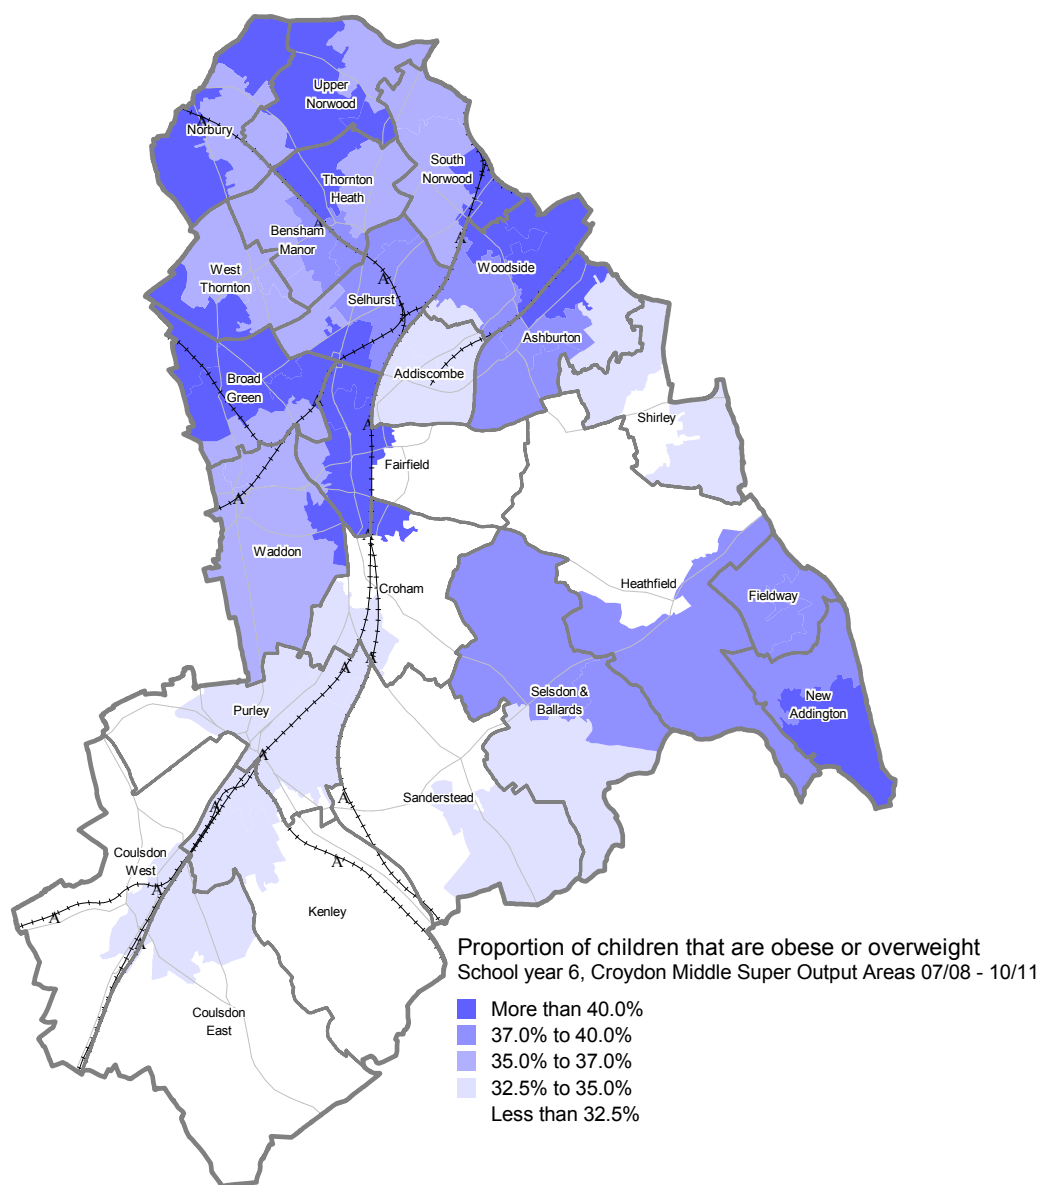 Upper
Norwood
Norbury
South
Norwood
Thornton
Heath
Bensham
Manor
West
Thornton
Woodside
Selhurst
Ashburton
Addiscombe
Broad
Green
Shirley
Fairfield
Waddon
Croham
Heathfield
Fieldway
Selsdon &
Ballards
New
Addington
Purley
Sanderstead
Coulsdon
West
Kenley
Coulsdon
East
Proportion of children that are obese or overweight
School year 6, Croydon Middle Super Output Areas 07/08 - 10/11
More than 40.0%
37.0% to 40.0%
35.0% to 37.0%
32.5% to 35.0%
Less than 32.5%